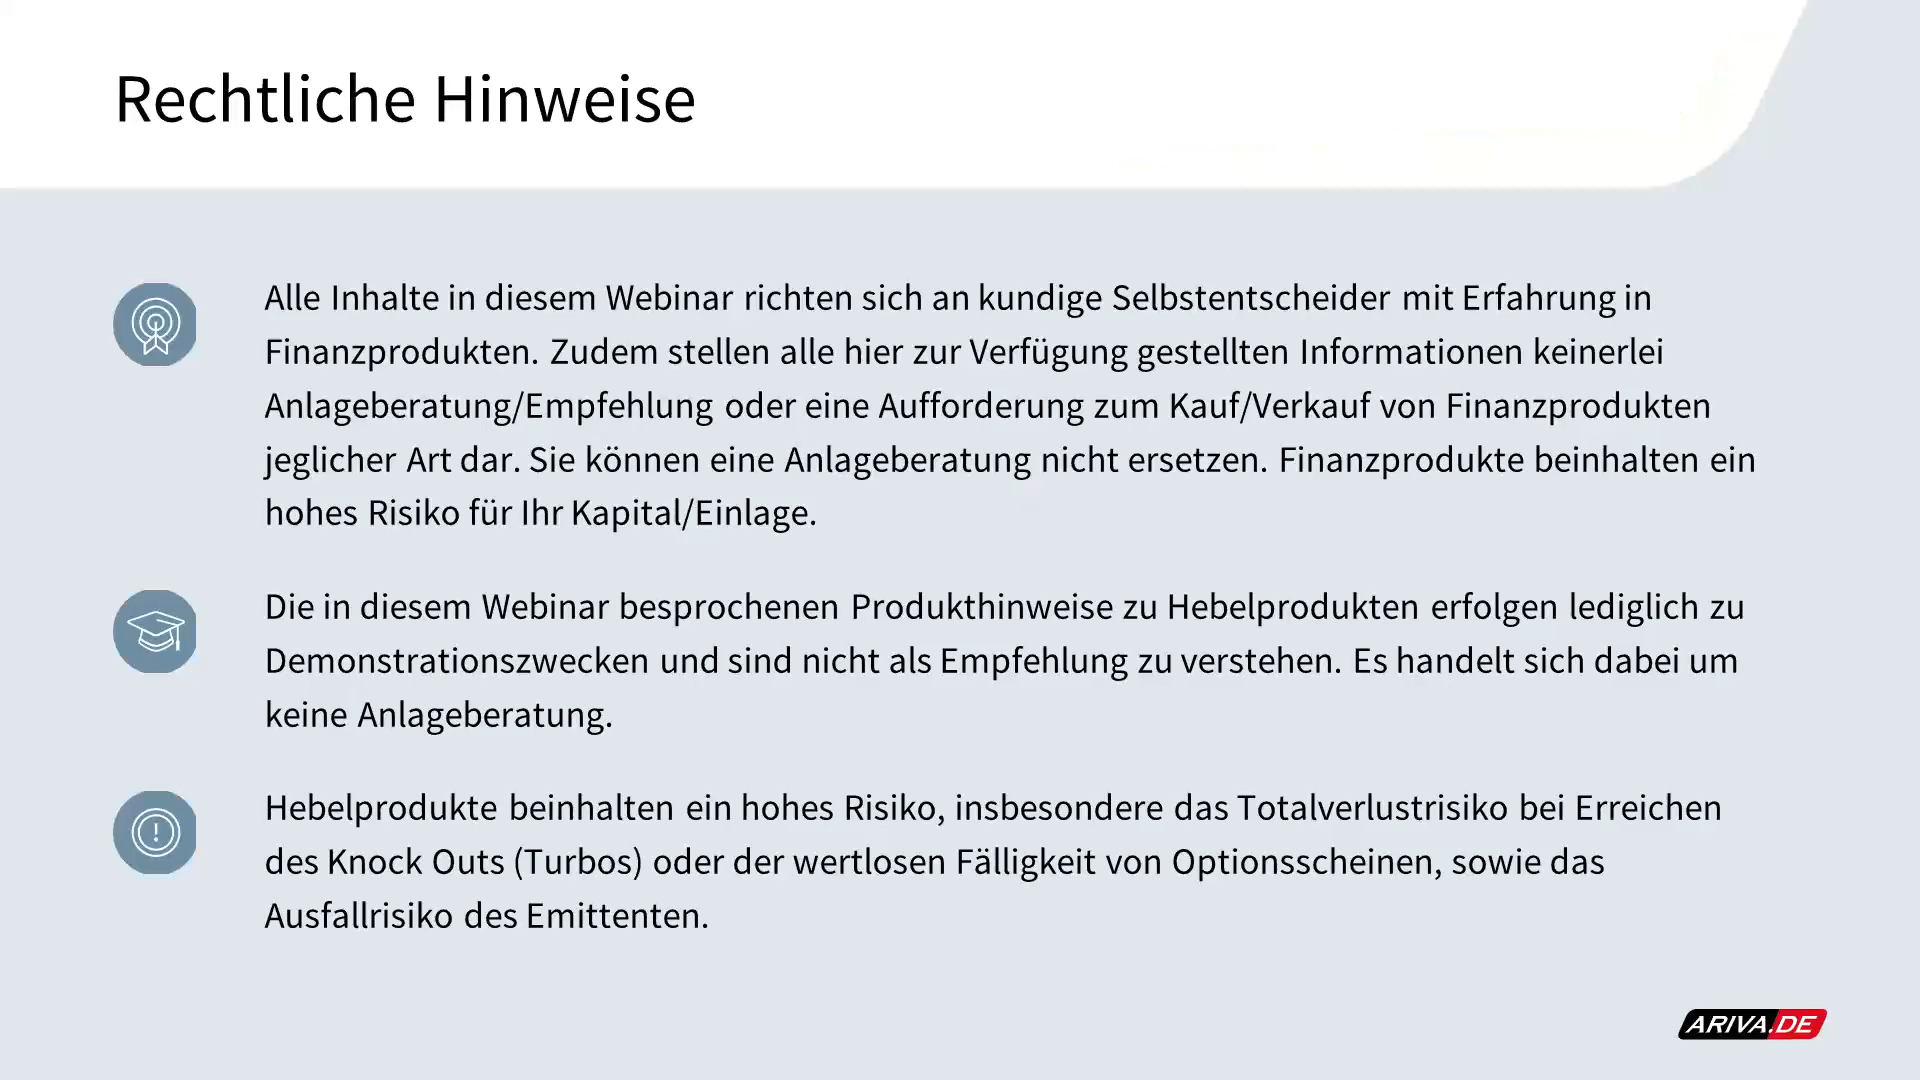 Rechtliche Hinweise
Alle Inhalte in diesem Webinar richten sich an kundige Selbstentscheider mit Erfahrung in
Finanzprodukten. Zudem stellen alle hier zur Verfügung gestellten Informationen keinerlei
Anlageberatung/Empfehlung oder eine Aufforderung zum Kauf/Verkauf von Finanzprodukten
jeglicher Art dar. Sie können eine Anlageberatung nicht ersetzen. Finanzprodukte beinhalten ein
hohes Risiko für Ihr Kapital/Einlage.
Die in diesem Webinar besprochenen Produkthinweise zu Hebelprodukten erfolgen lediglich zu
Demonstrationszwecken und sind nicht als Empfehlung zu verstehen. Es handelt sich dabei um
keine Anlageberatung.
Hebelprodukte beinhalten ein hohes Risiko, insbesondere das Totalverlustrisiko bei Erreichen
des Knock Outs (Turbos) oder der wertlosen Fälligkeit von Optionsscheinen, sowie das
Ausfallrisiko des Emittenten.
ARIVA.DE